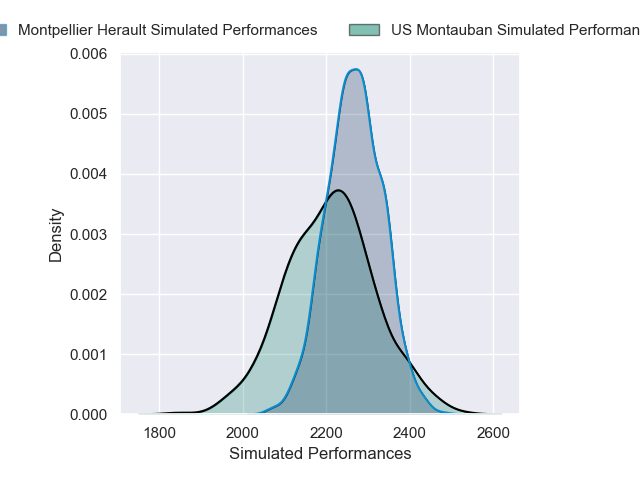 Montpellier Herault Simulated Performances
US Montauban Simulated Performan
0.006
0.005
0.004
0.003
0.002
0.001
0.000
Density
1800 2000 2200 2400 2600
Simulated Performances